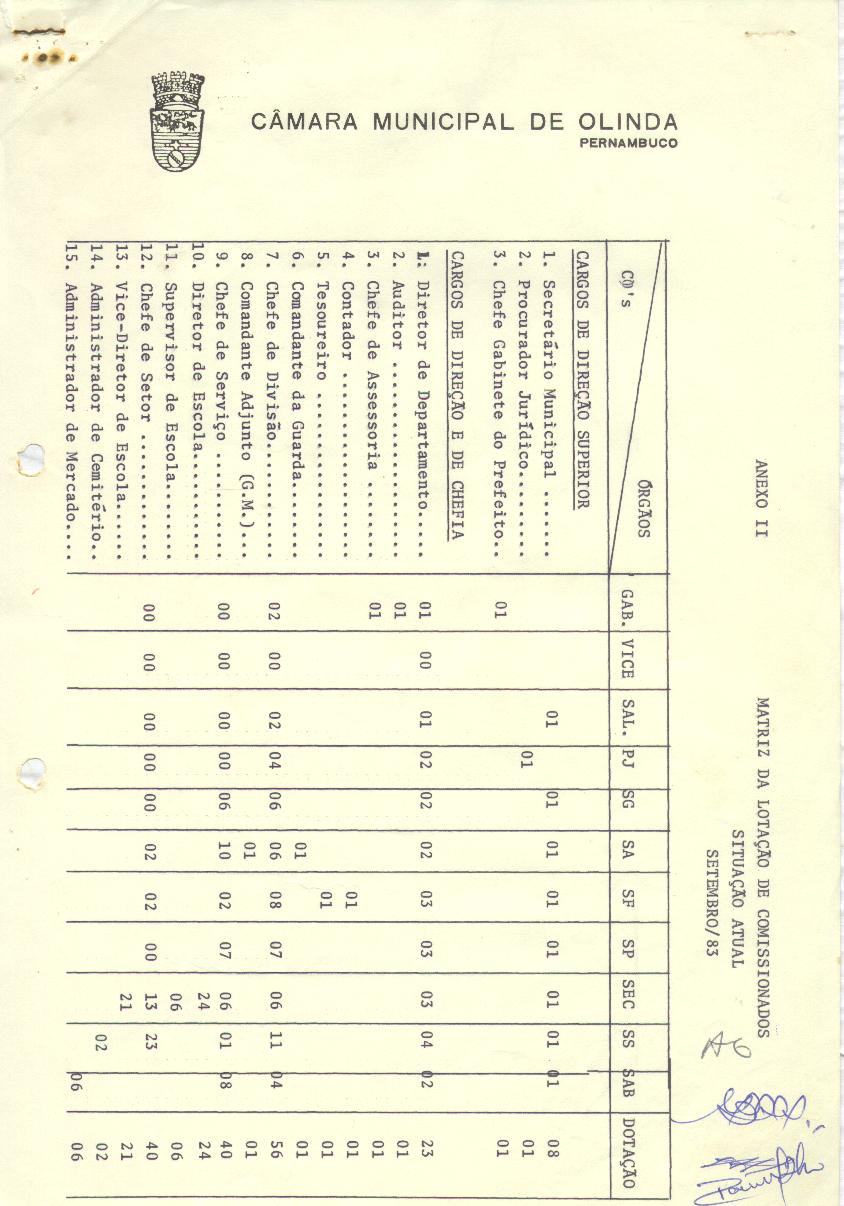 CÂMARA MUNICIPAL DE OLINDA
PERNAMBUCO
ANEXO II
MATRIZ DA LOTAÇÃO DE COMISSIONADOS
SITUAÇÃO ATUAL
SETEMBRO/83
A6
CC's ÓRGÃOS GAB. VICE SAL. PJ SG SA SF SP SEC SS SAB DOTAÇÃO
CARGOS DE DIREÇÃO SUPERIOR
1. Secretário Municipal ....... 01 01 01 01 01 01 01 01 08
2. Procurador Jurídico......... 01 01
3. Chefe Gabinete do Prefeito.. 01 01
CARGOS DE DIREÇÃO E DE CHEFIA
1. Diretor de Departamento..... 01 00 01 02 02 02 03 03 03 04 02 23
2. Auditor .................... 01 01
3. Chefe de Assessoria ........ 01 01
4. Contador ................... 01 01
5. Tesoureiro ................. 01 01
6. Comandante da Guarda........ 01 01
7. Chefe de Divisão............ 02 00 02 04 06 06 08 07 06 11 04 56
8. Comandante Adjunto (G.M.)... 01 01
9. Chefe de Serviço ........... 00 00 00 00 06 10 02 07 06 01 08 40
10. Diretor de Escola.......... 24 24
11. Supervisor de Escola....... 06 06
12. Chefe de Setor ............ 00 00 00 00 00 02 02 00 13 23 40
13. Vice-Diretor de Escola..... 21 21
14. Administrador de Cemitério.. 02 02
15. Administrador de Mercado.... 06 06